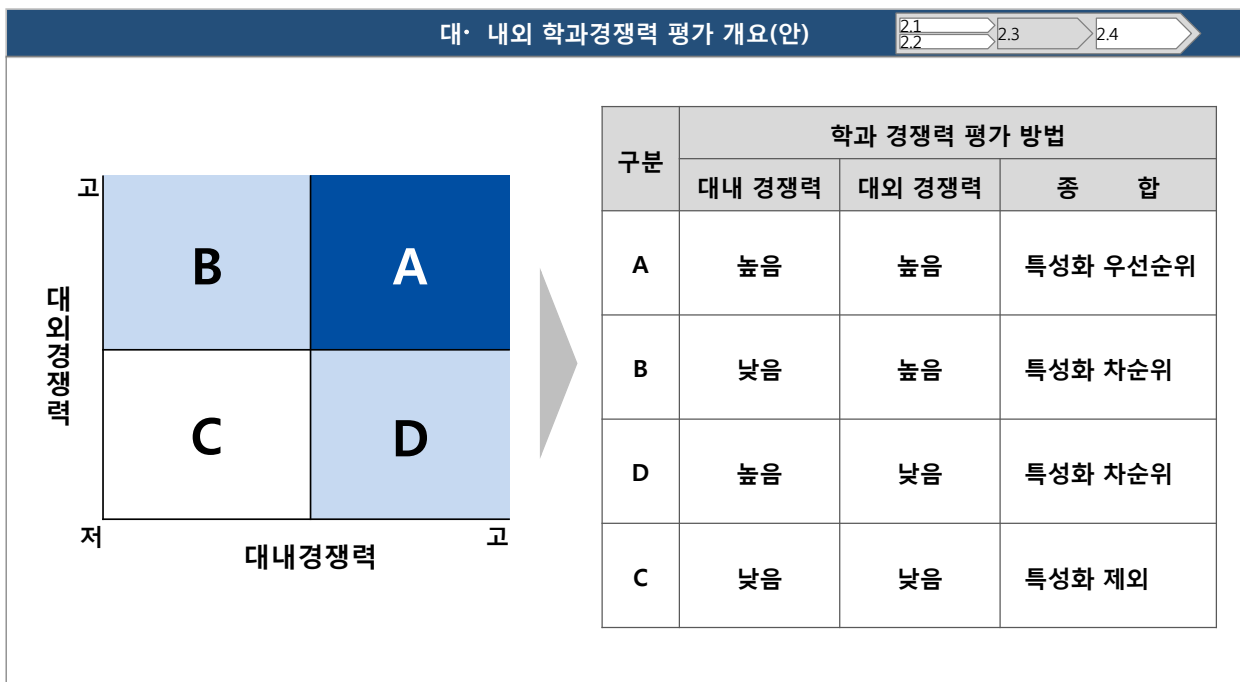 대· 내외 학과경쟁력 평가 개요(안)
2.1
2.2
2.3
2.4
고
B
A
대외경쟁력
C
D
저
고
대내경쟁력
구분 학과 경쟁력 평가 방법
대내 경쟁력 대외 경쟁력 종 합
A 높음 높음 특성화 우선순위
B 낮음 높음 특성화 차순위
D 높음 낮음 특성화 차순위
C 낮음 낮음 특성화 제외